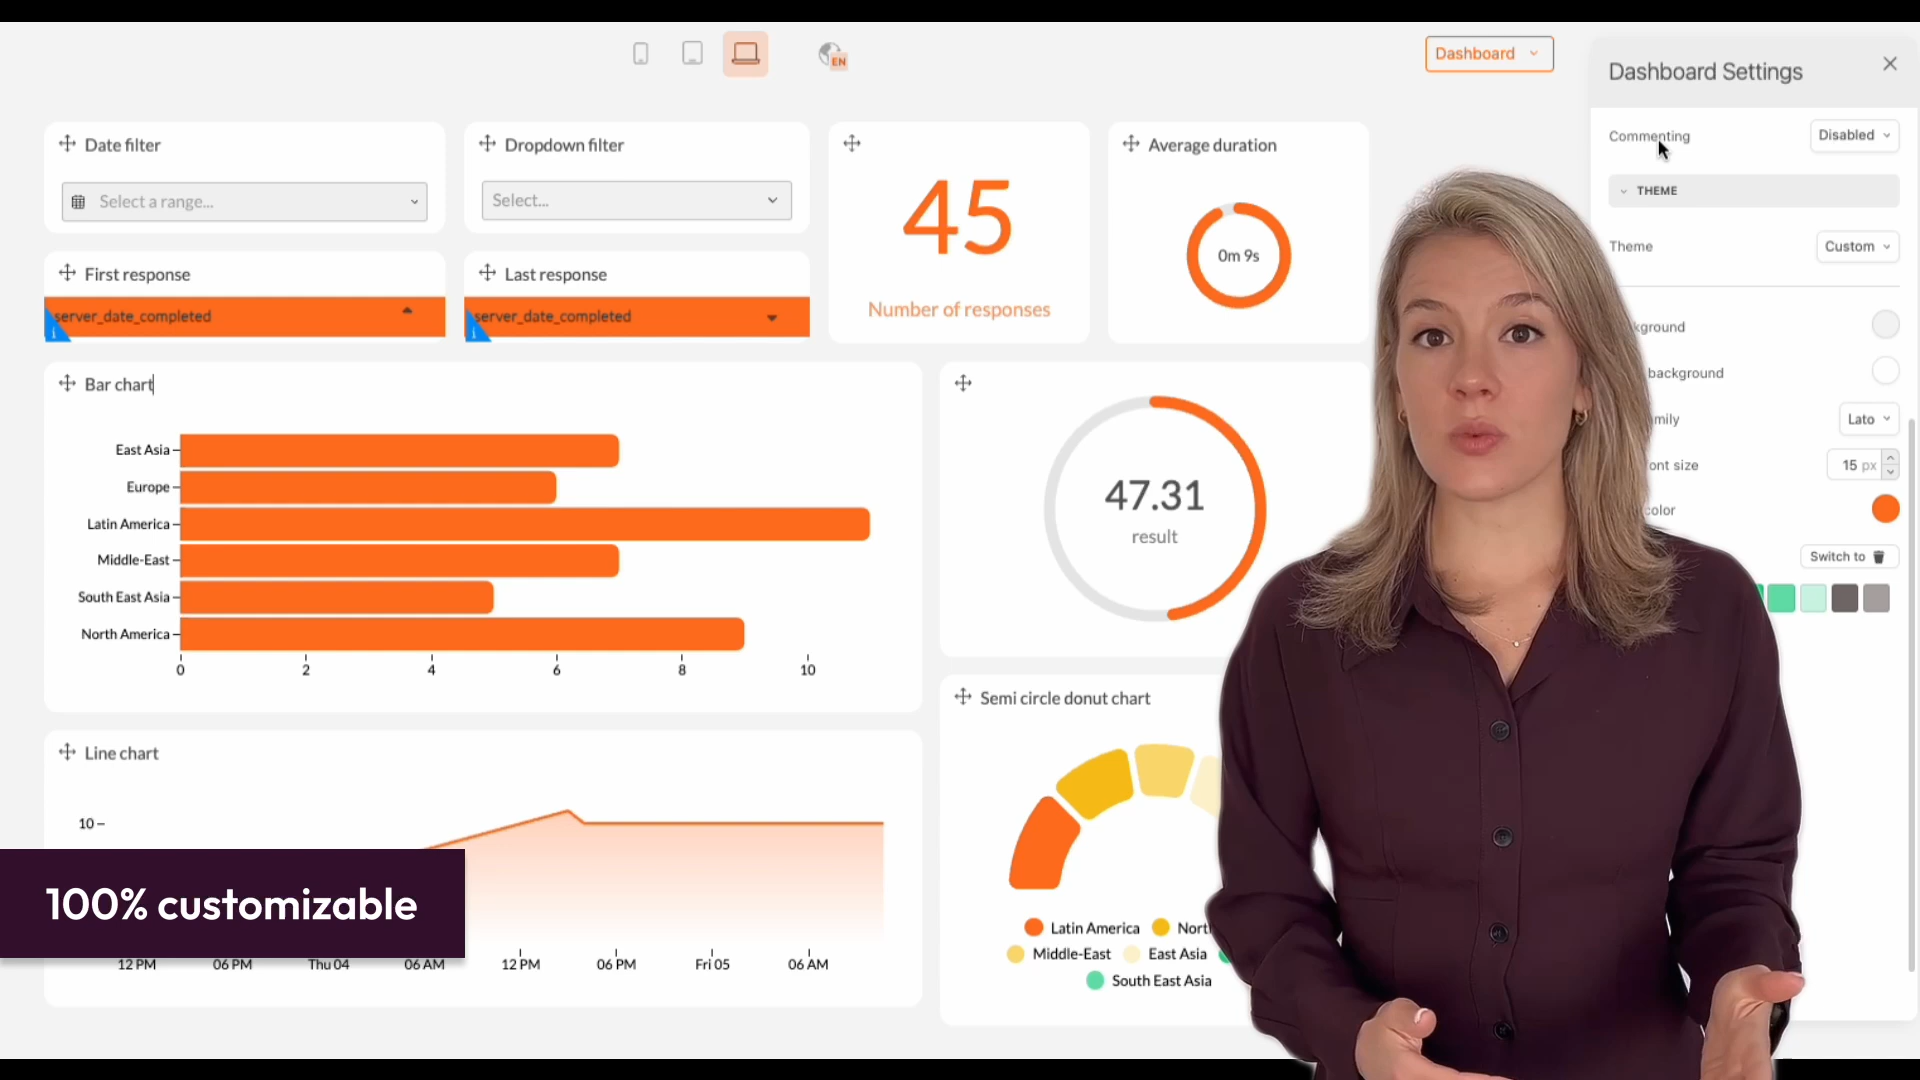 EN
Dashboard
Dashboard Settings
Commenting
Disabled
THEME
Theme
Custom
kground
background
mily
Lato
ont size
15 px
color
Switch to
Date filter
Select a range...
Dropdown filter
Select...
First response
server_date_completed
i
Last response
server_date_completed
i
45
Number of responses
Average duration
0m 9s
Bar chart
East Asia
Europe
Latin America
Middle-East
South East Asia
North America
0 2 4 6 8 10
47.31
result
Semi circle donut chart
Latin America
Nort
Middle-East
East Asia
South East Asia
Line chart
10
12 PM 06 PM Thu 04 06 AM 12 PM 06 PM Fri 05 06 AM
100% customizable